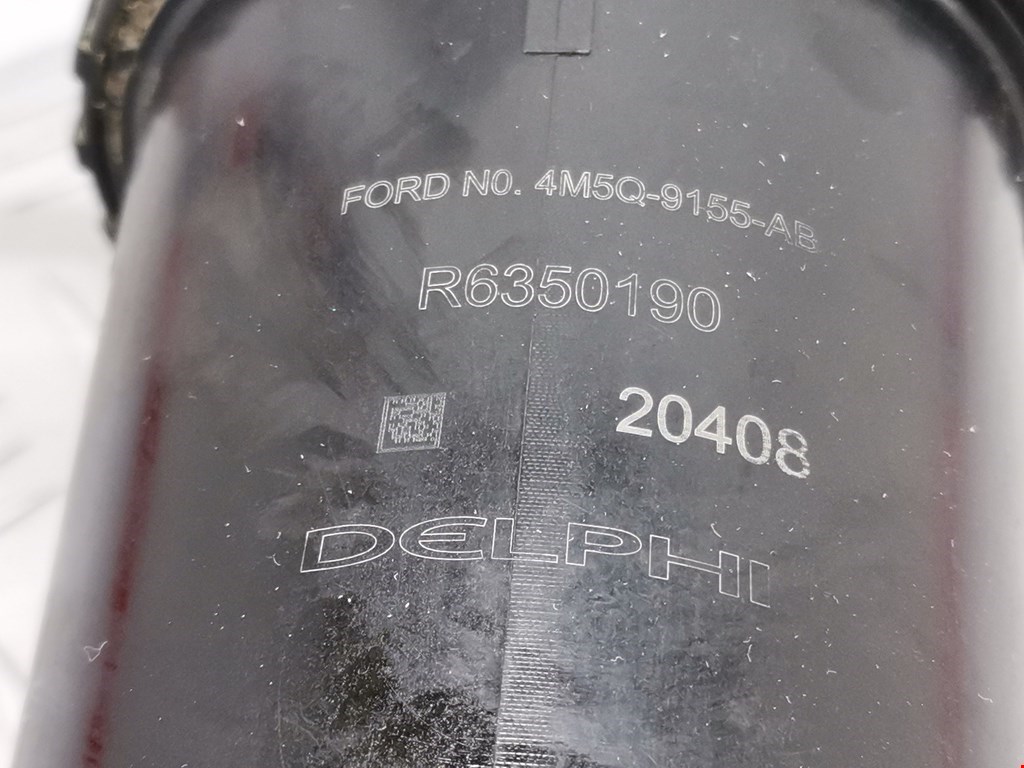 FORD N0. 4M5Q-9155-AB
R6350190
20408
DELPHI